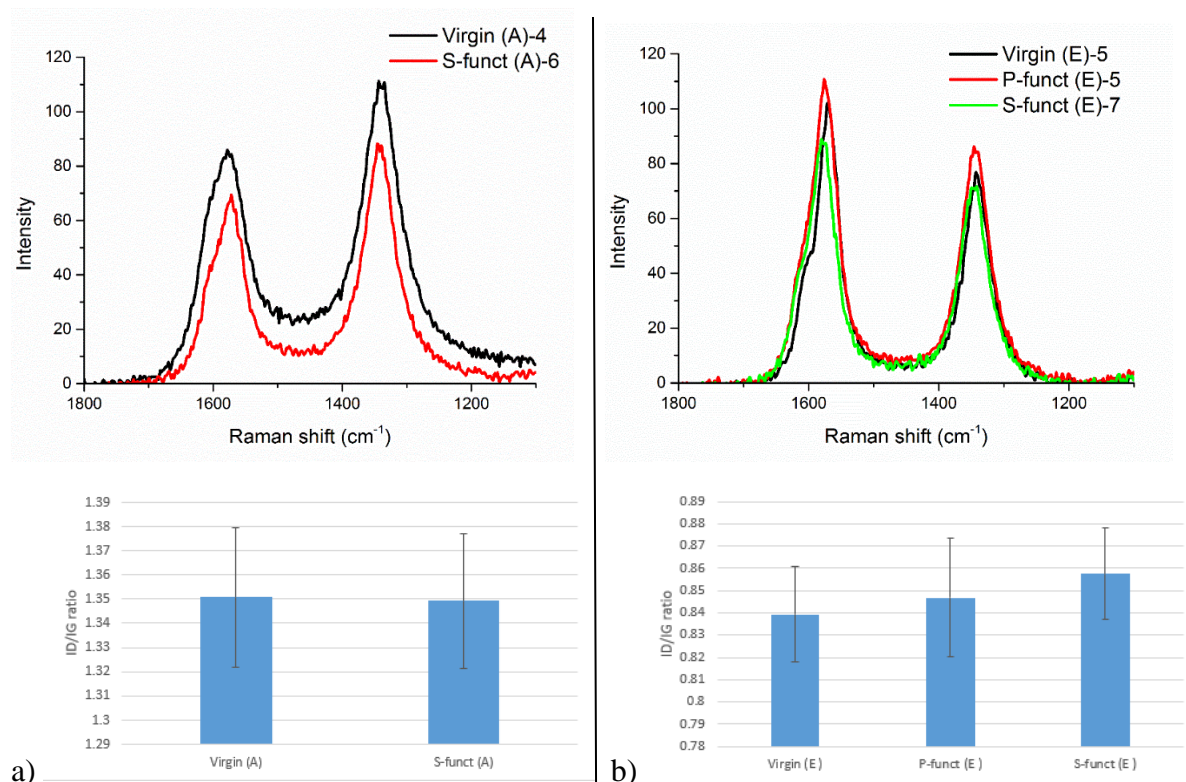 Virgin (A)-4
S-funct (A)-6
120
100
80
60
40
20
0
Intensity
1800
1600
1400
1200
Raman shift (cm⁻¹)
1.39
1.38
1.37
1.36
1.35
1.34
1.33
1.32
1.31
1.3
1.29
ID/IG ratio
Virgin (A)
S-funct (A)
a)
Virgin (E)-5
P-funct (E)-5
S-funct (E)-7
120
100
80
60
40
20
0
Intensity
1800
1600
1400
1200
Raman shift (cm⁻¹)
0.89
0.88
0.87
0.86
0.85
0.84
0.83
0.82
0.81
0.8
0.79
0.78
ID/IG ratio
Virgin (E)
P-funct (E)
S-funct (E)
b)